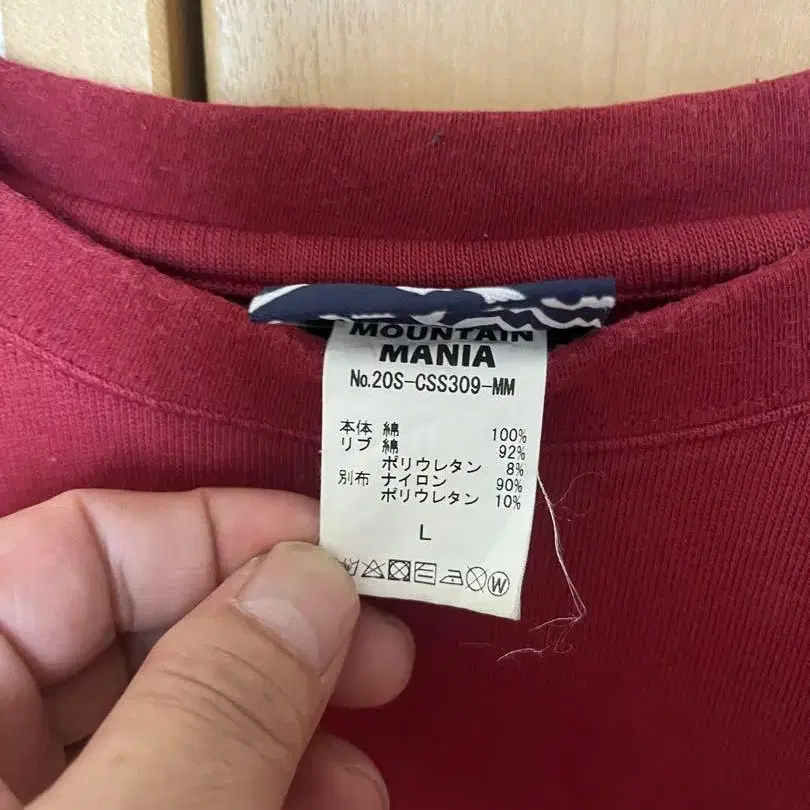 MOUNTAIN
MANIA
No.20S-CSS309-MM
本体 綿 100%
リブ 綿 92%
ポリウレタン 8%
別布 ナイロン 90%
ポリウレタン 10%
L
W